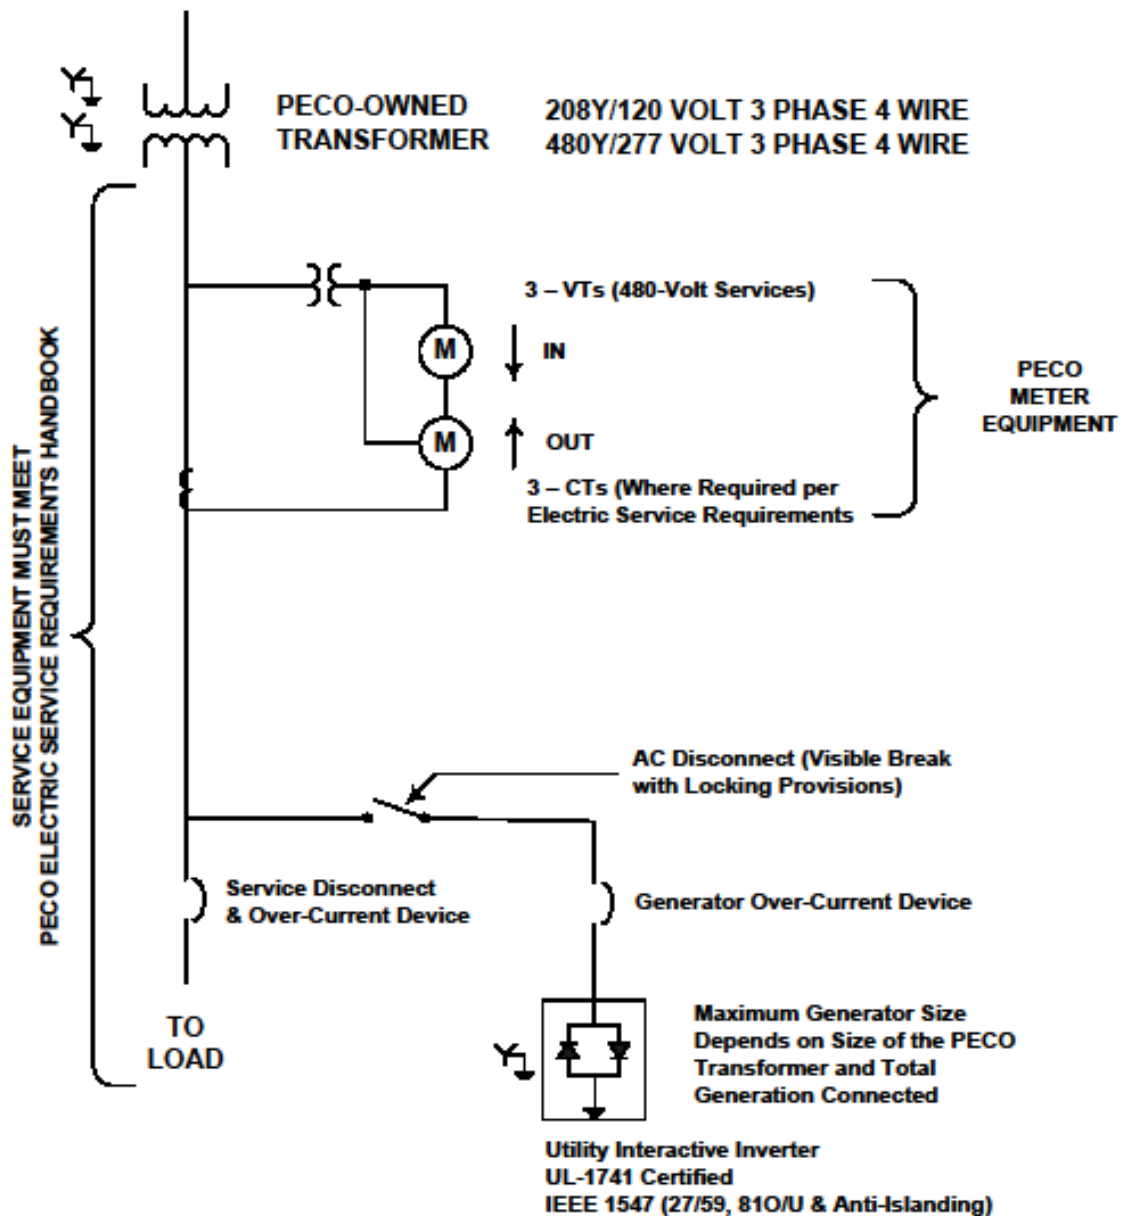 PECO-OWNED
TRANSFORMER
208Y/120 VOLT 3 PHASE 4 WIRE
480Y/277 VOLT 3 PHASE 4 WIRE
SERVICE EQUIPMENT MUST MEET
PECO ELECTRIC SERVICE REQUIREMENTS HANDBOOK
3 – VTs (480-Volt Services)
M
IN
M
OUT
3 – CTs (Where Required per
Electric Service Requirements
PECO
METER
EQUIPMENT
AC Disconnect (Visible Break
with Locking Provisions)
Service Disconnect
& Over-Current Device
Generator Over-Current Device
TO
LOAD
Maximum Generator Size
Depends on Size of the PECO
Transformer and Total
Generation Connected
Utility Interactive Inverter
UL-1741 Certified
IEEE 1547 (27/59, 81O/U & Anti-Islanding)